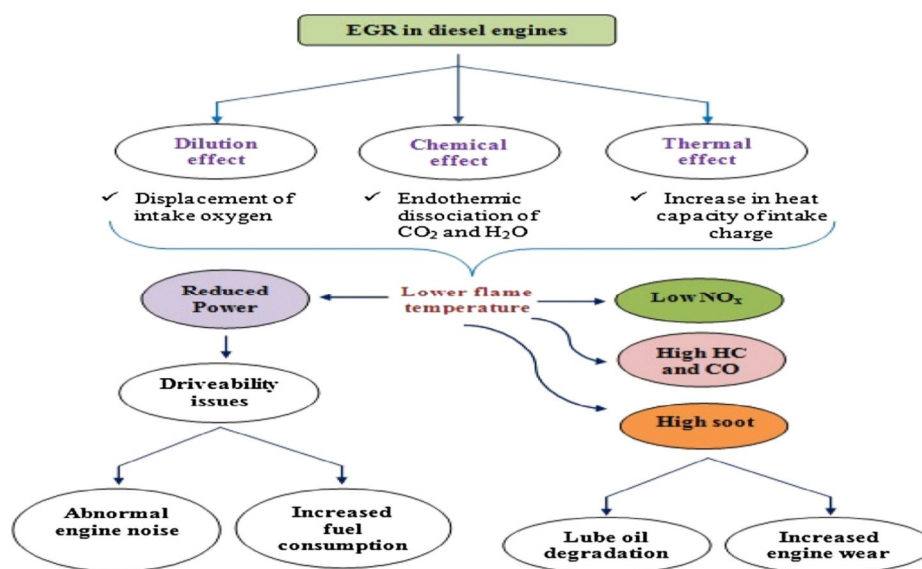 EGR in diesel engines
Dilution
effect
Chemical
effect
Thermal
effect
✓ Displacement of
intake oxygen
✓ Endothermic
dissociation of
CO₂ and H₂O
✓ Increase in heat
capacity of intake
charge
Reduced
Power
Lower flame
temperature
Low NOₓ
High HC
and CO
Driveability
issues
High soot
Abnormal
engine noise
Increased
fuel
consumption
Lube oil
degradation
Increased
engine wear